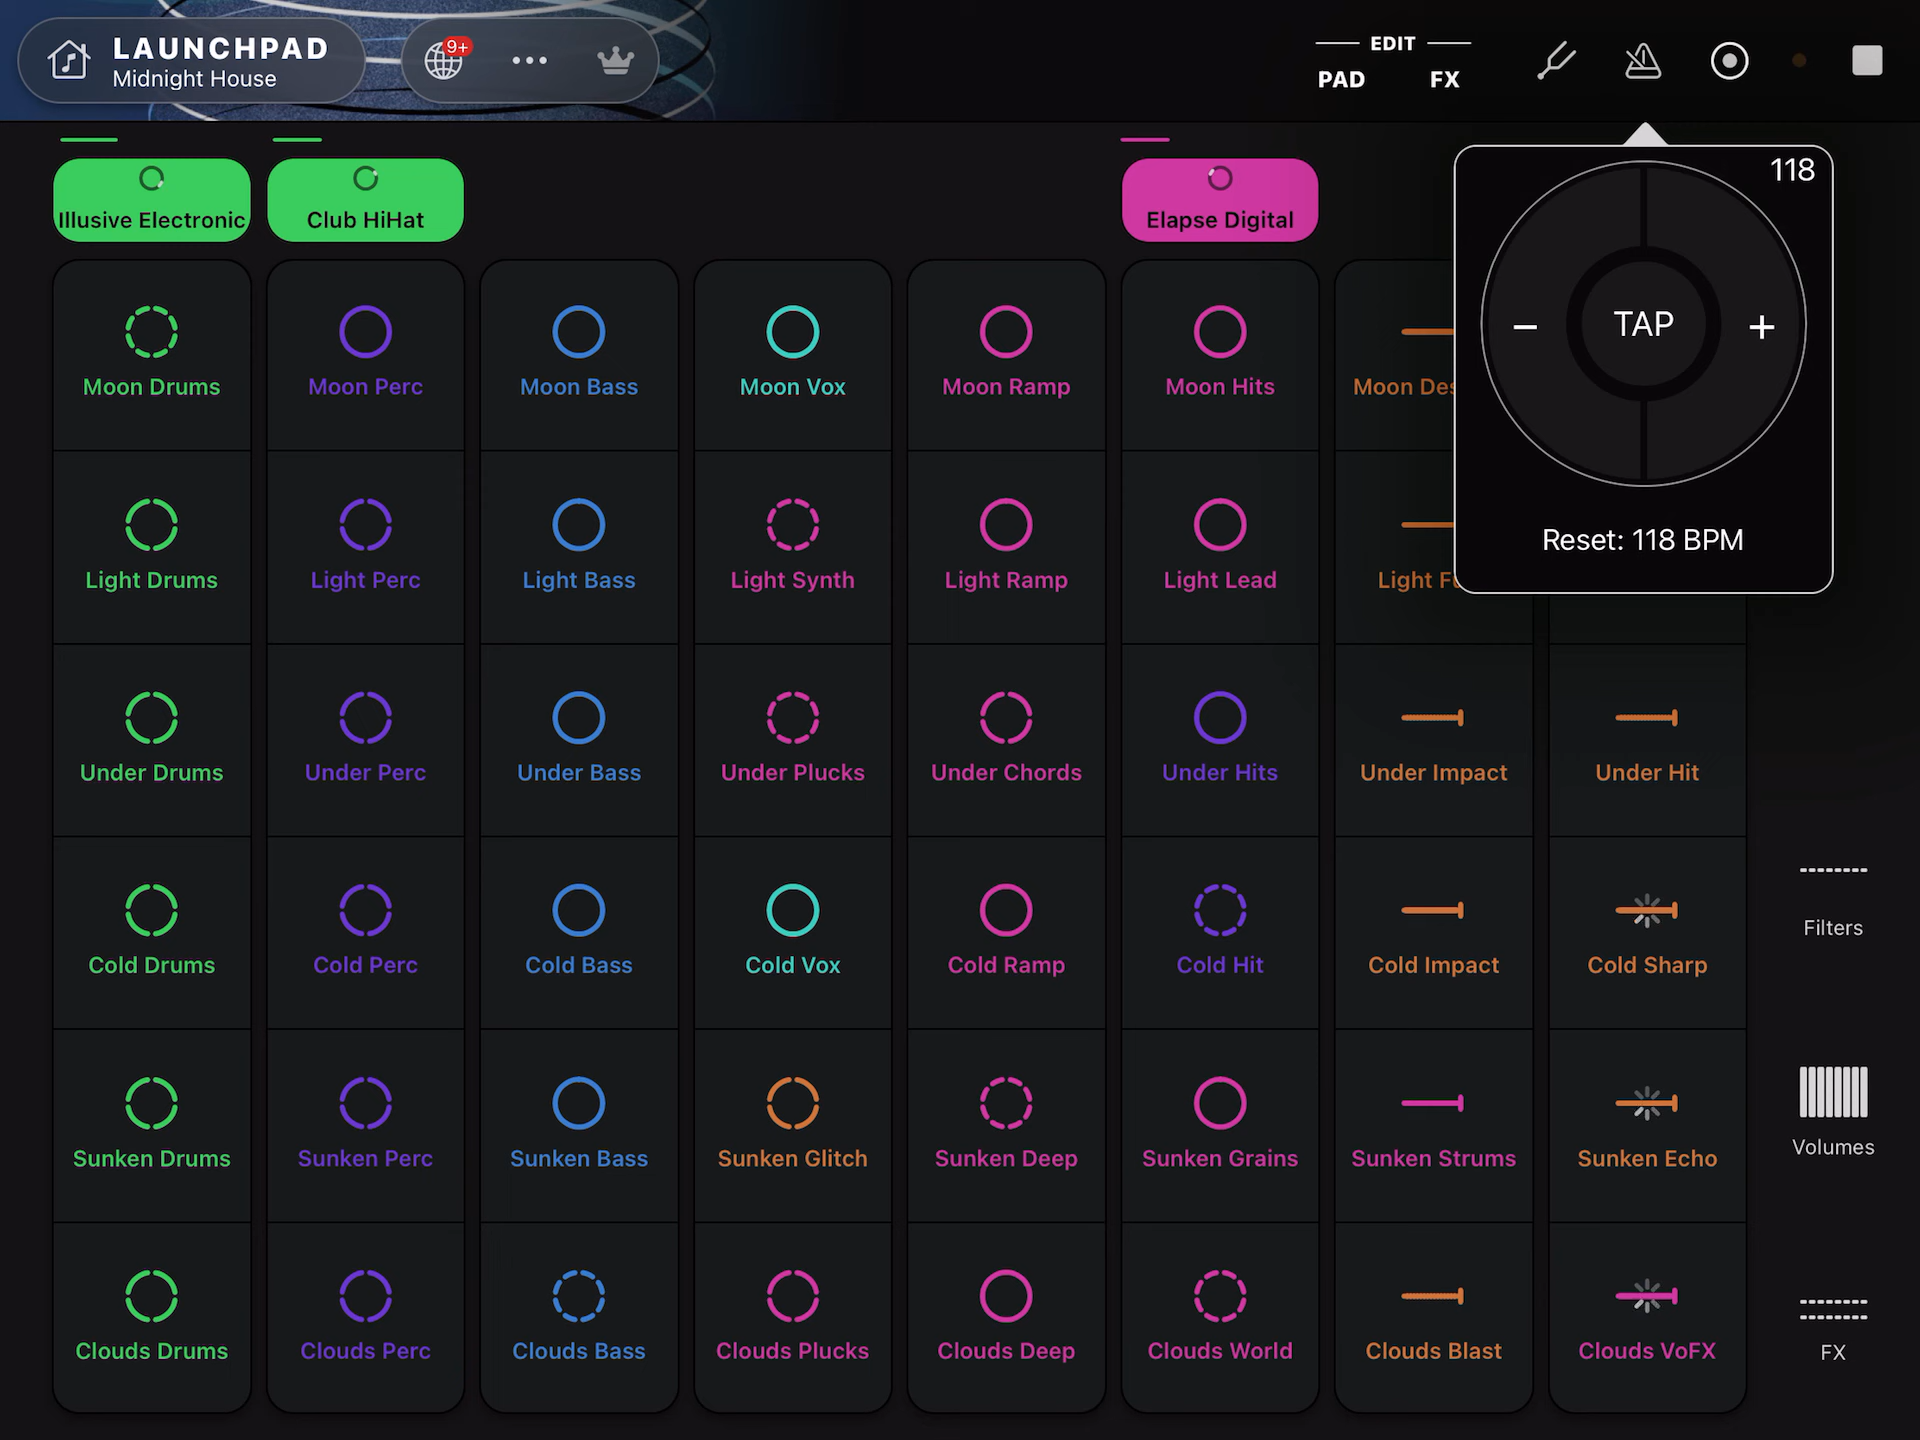 LAUNCHPAD
Midnight House
9+
EDIT
PAD FX
118
TAP
Reset: 118 BPM
Illusive Electronic
Club HiHat
Elapse Digital
Moon Drums
Moon Perc
Moon Bass
Moon Vox
Moon Ramp
Moon Hits
Moon Des
Light Drums
Light Perc
Light Bass
Light Synth
Light Ramp
Light Lead
Light F
Under Drums
Under Perc
Under Bass
Under Plucks
Under Chords
Under Hits
Under Impact
Under Hit
Cold Drums
Cold Perc
Cold Bass
Cold Vox
Cold Ramp
Cold Hit
Cold Impact
Cold Sharp
Filters
Sunken Drums
Sunken Perc
Sunken Bass
Sunken Glitch
Sunken Deep
Sunken Grains
Sunken Strums
Sunken Echo
Volumes
Clouds Drums
Clouds Perc
Clouds Bass
Clouds Plucks
Clouds Deep
Clouds World
Clouds Blast
Clouds VoFX
FX